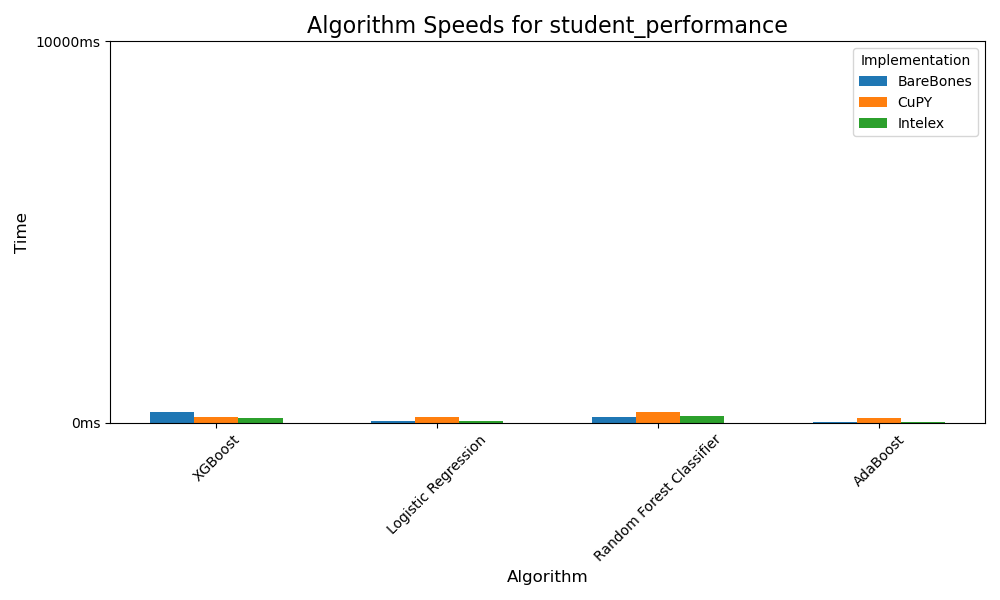 Algorithm Speeds for student_performance
10000ms
Implementation
BareBones
CuPY
Intelex
Time
0ms
XGBoost
Logistic Regression
Random Forest Classifier
AdaBoost
Algorithm